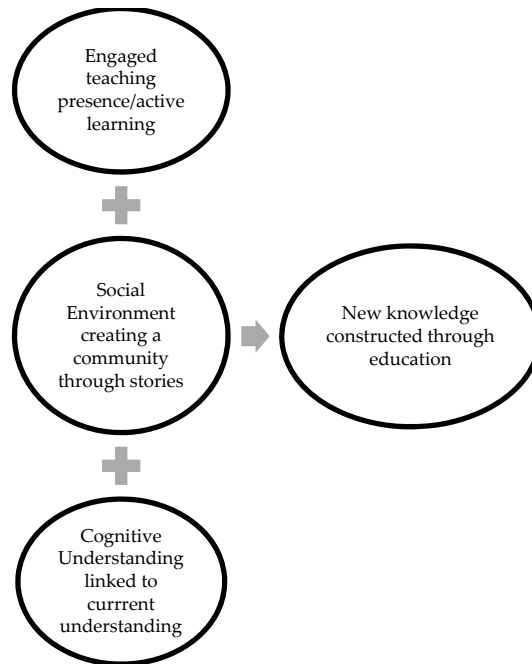 Engaged
teaching
presence/active
learning
Social
Environment
creating a
community
through stories
New knowledge
constructed through
education
Cognitive
Understanding
linked to
currrent
understanding